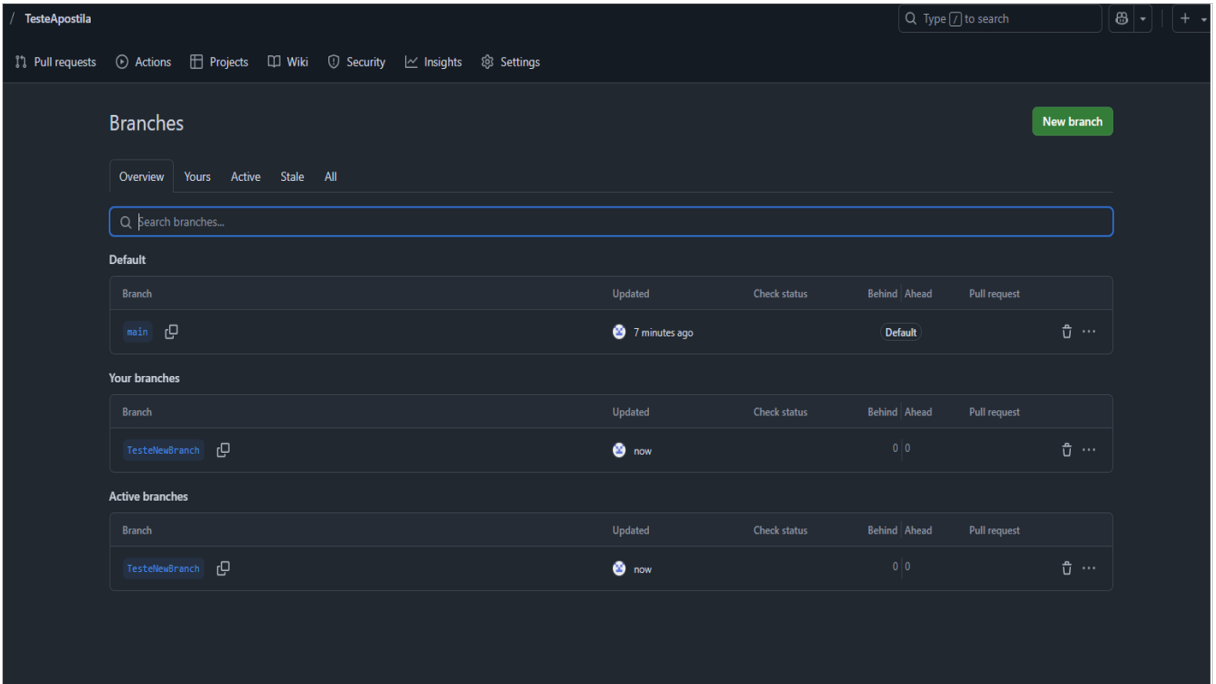 / TesteApostila Type / to search
Pull requests Actions Projects Wiki Security Insights Settings
Branches New branch
Overview Yours Active Stale All
Search branches...
Default
Branch Updated Check status Behind Ahead Pull request
main 7 minutes ago Default
Your branches
Branch Updated Check status Behind Ahead Pull request
TesteNewBranch now 0 0
Active branches
Branch Updated Check status Behind Ahead Pull request
TesteNewBranch now 0 0